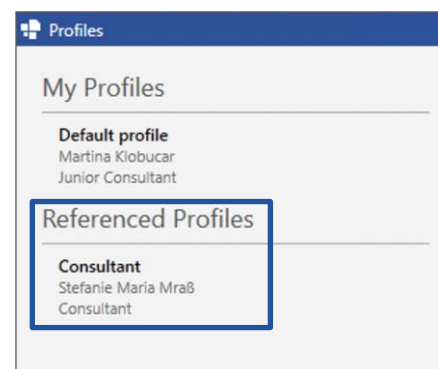 Profiles
My Profiles
Default profile
Martina Klobucar
Junior Consultant
Referenced Profiles
Consultant
Stefanie Maria Mraß
Consultant